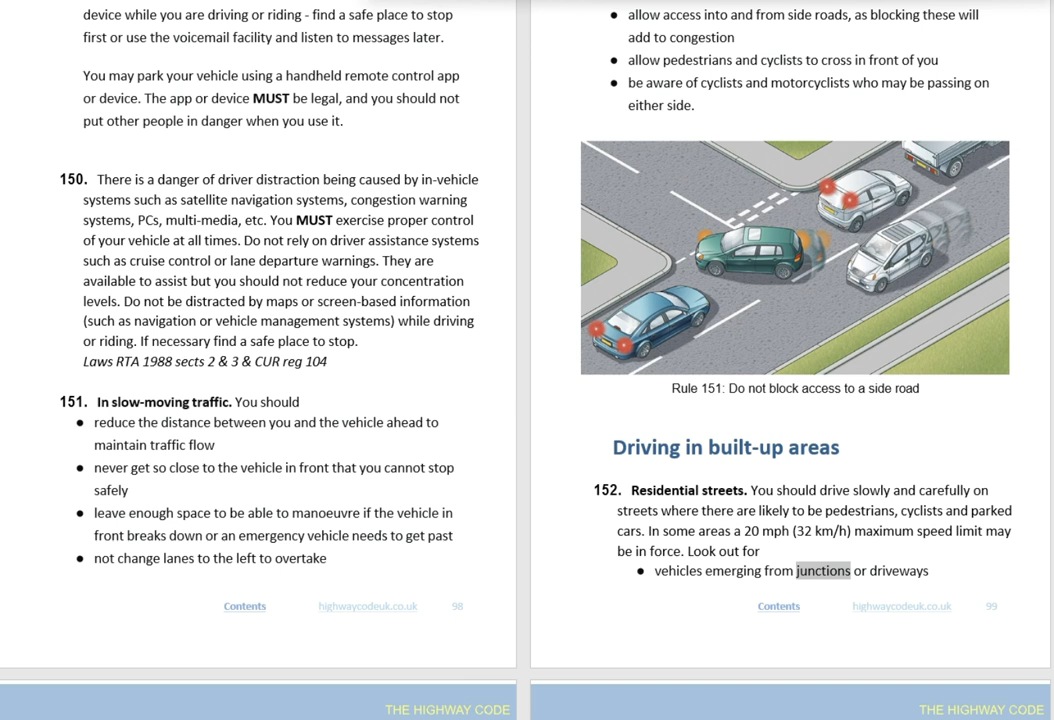 device while you are driving or riding - find a safe place to stop
first or use the voicemail facility and listen to messages later.
You may park your vehicle using a handheld remote control app
or device. The app or device MUST be legal, and you should not
put other people in danger when you use it.
150. There is a danger of driver distraction being caused by in-vehicle
systems such as satellite navigation systems, congestion warning
systems, PCs, multi-media, etc. You MUST exercise proper control
of your vehicle at all times. Do not rely on driver assistance systems
such as cruise control or lane departure warnings. They are
available to assist but you should not reduce your concentration
levels. Do not be distracted by maps or screen-based information
(such as navigation or vehicle management systems) while driving
or riding. If necessary find a safe place to stop.
Laws RTA 1988 sects 2 & 3 & CUR reg 104
151. In slow-moving traffic. You should
● reduce the distance between you and the vehicle ahead to
maintain traffic flow
● never get so close to the vehicle in front that you cannot stop
safely
● leave enough space to be able to manoeuvre if the vehicle in
front breaks down or an emergency vehicle needs to get past
● not change lanes to the left to overtake
Contents highwaycodeuk.co.uk 98
THE HIGHWAY CODE
● allow access into and from side roads, as blocking these will
add to congestion
● allow pedestrians and cyclists to cross in front of you
● be aware of cyclists and motorcyclists who may be passing on
either side.
Rule 151: Do not block access to a side road
Driving in built-up areas
152. Residential streets. You should drive slowly and carefully on
streets where there are likely to be pedestrians, cyclists and parked
cars. In some areas a 20 mph (32 km/h) maximum speed limit may
be in force. Look out for
● vehicles emerging from junctions or driveways
Contents highwaycodeuk.co.uk 99
THE HIGHWAY CODE